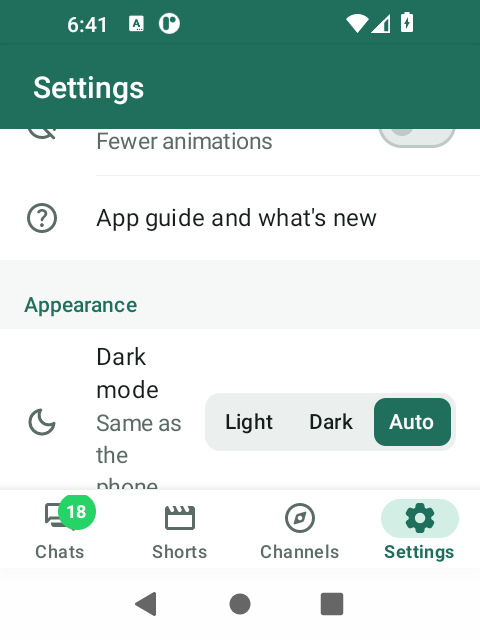 6:41
Settings
Fewer animations
App guide and what's new
Appearance
Dark
mode
Same as
the
phone
Light Dark Auto
18
Chats Shorts Channels Settings